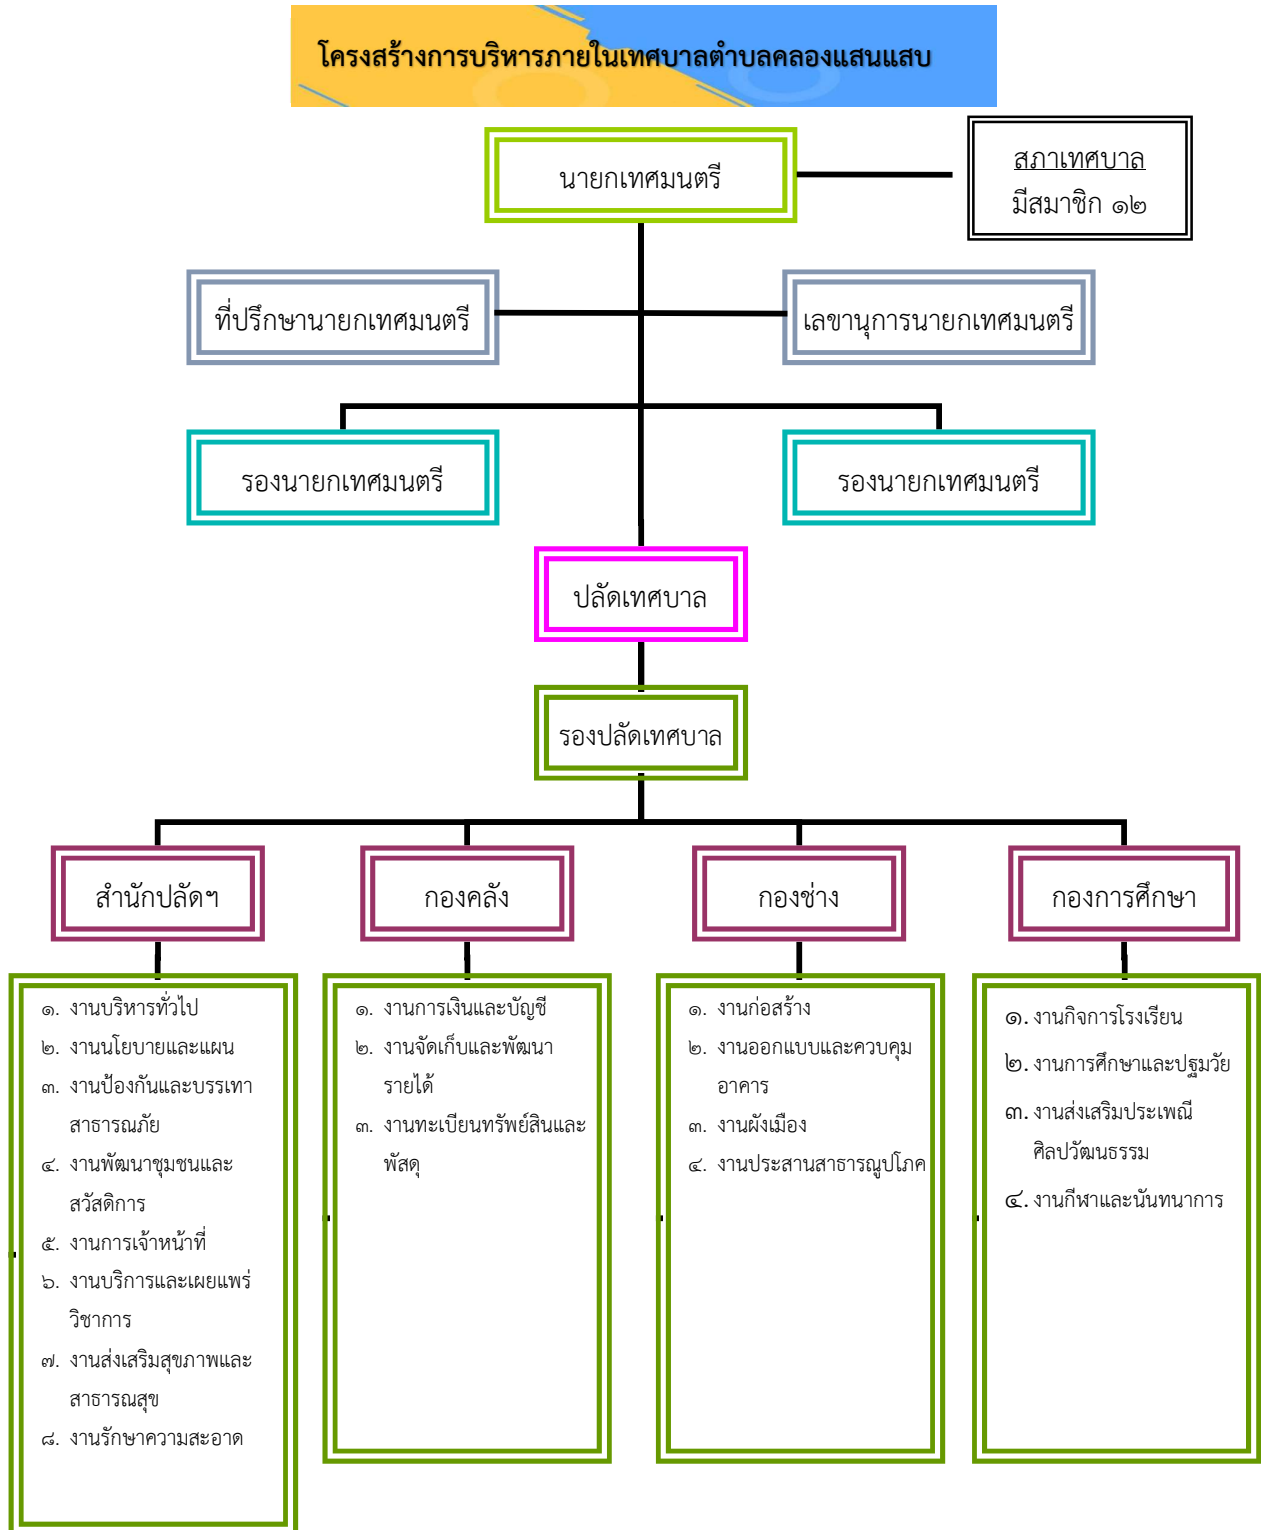 โครงสร้างการบริหารภายในเทศบาลตำบลคลองแสนแสบ
นายกเทศมนตรี
สภาเทศบาล
มีสมาชิก ๑๒
ที่ปรึกษานายกเทศมนตรี
เลขานุการนายกเทศมนตรี
รองนายกเทศมนตรี
รองนายกเทศมนตรี
ปลัดเทศบาล
รองปลัดเทศบาล
สำนักปลัดฯ
กองคลัง
กองช่าง
กองการศึกษา
๑. งานบริหารทั่วไป
๒. งานนโยบายและแผน
๓. งานป้องกันและบรรเทา
สาธารณภัย
๔. งานพัฒนาชุมชนและ
สวัสดิการ
๕. งานการเจ้าหน้าที่
๖. งานบริการและเผยแพร่
วิชาการ
๗. งานส่งเสริมสุขภาพและ
สาธารณสุข
๘. งานรักษาความสะอาด
๑. งานการเงินและบัญชี
๒. งานจัดเก็บและพัฒนา
รายได้
๓. งานทะเบียนทรัพย์สินและ
พัสดุ
๑. งานก่อสร้าง
๒. งานออกแบบและควบคุม
อาคาร
๓. งานผังเมือง
๔. งานประสานสาธารณูปโภค
๑. งานกิจการโรงเรียน
๒. งานการศึกษาและปฐมวัย
๓. งานส่งเสริมประเพณี
ศิลปวัฒนธรรม
๔. งานกีฬาและนันทนาการ